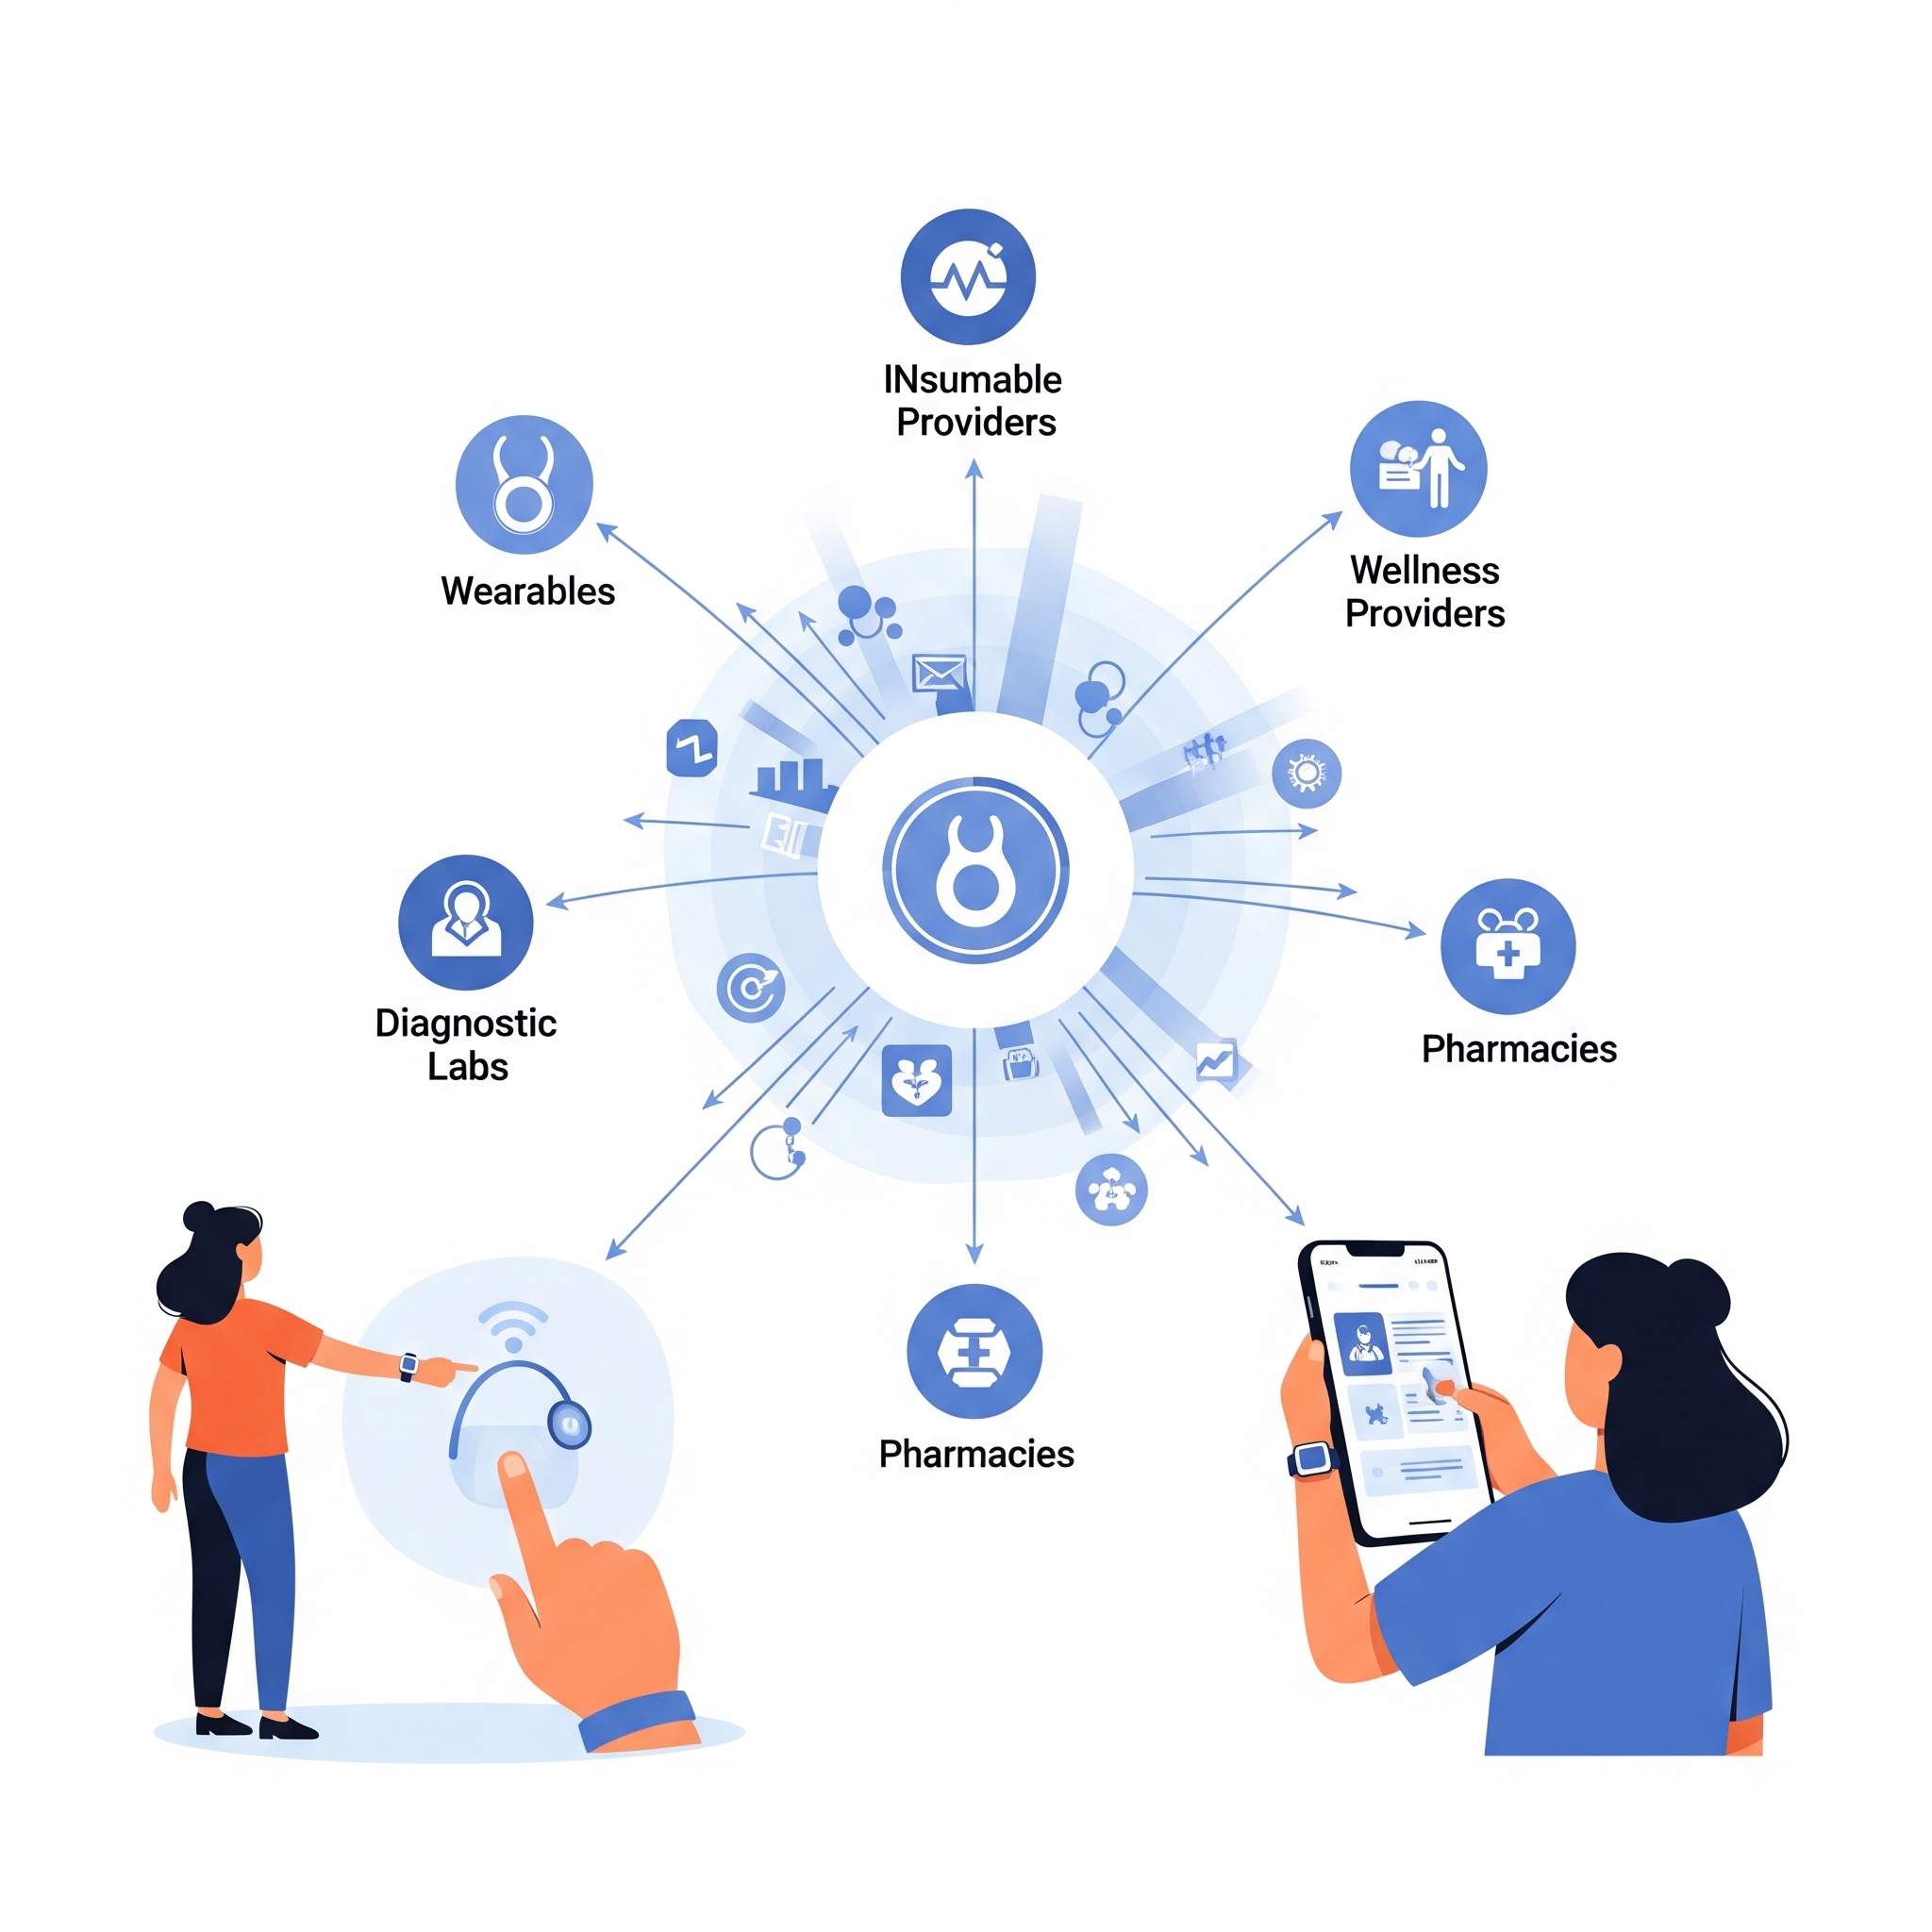 INsumable
Providers
Wearables
Wellness
Providers
Diagnostic
Labs
Pharmacies
Pharmacies